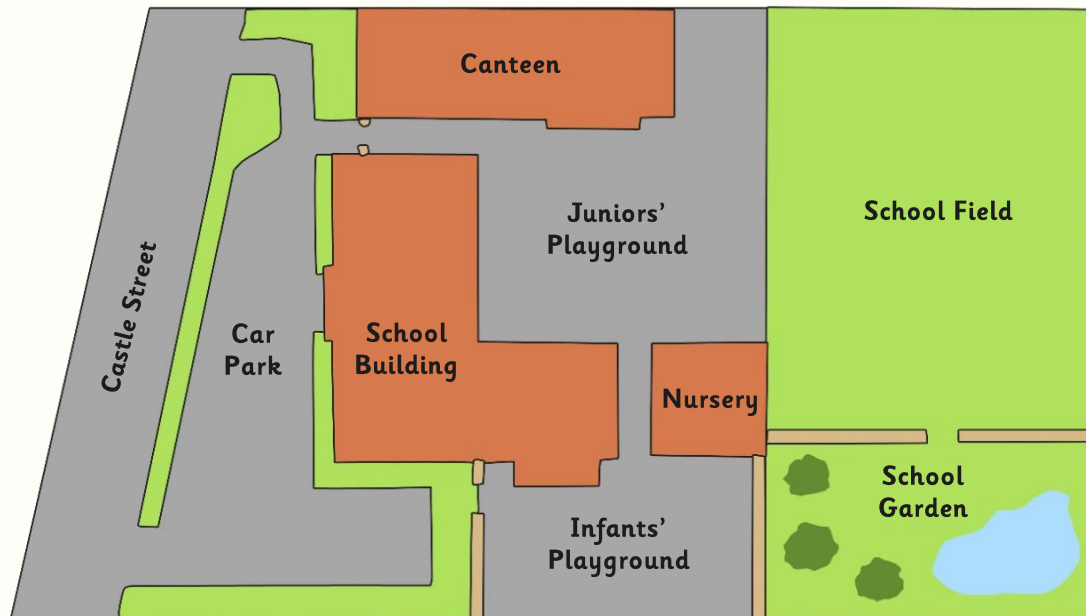 Canteen
Juniors'
Playground
School Field
Castle Street
Car
Park
School
Building
Nursery
School
Garden
Infants'
Playground